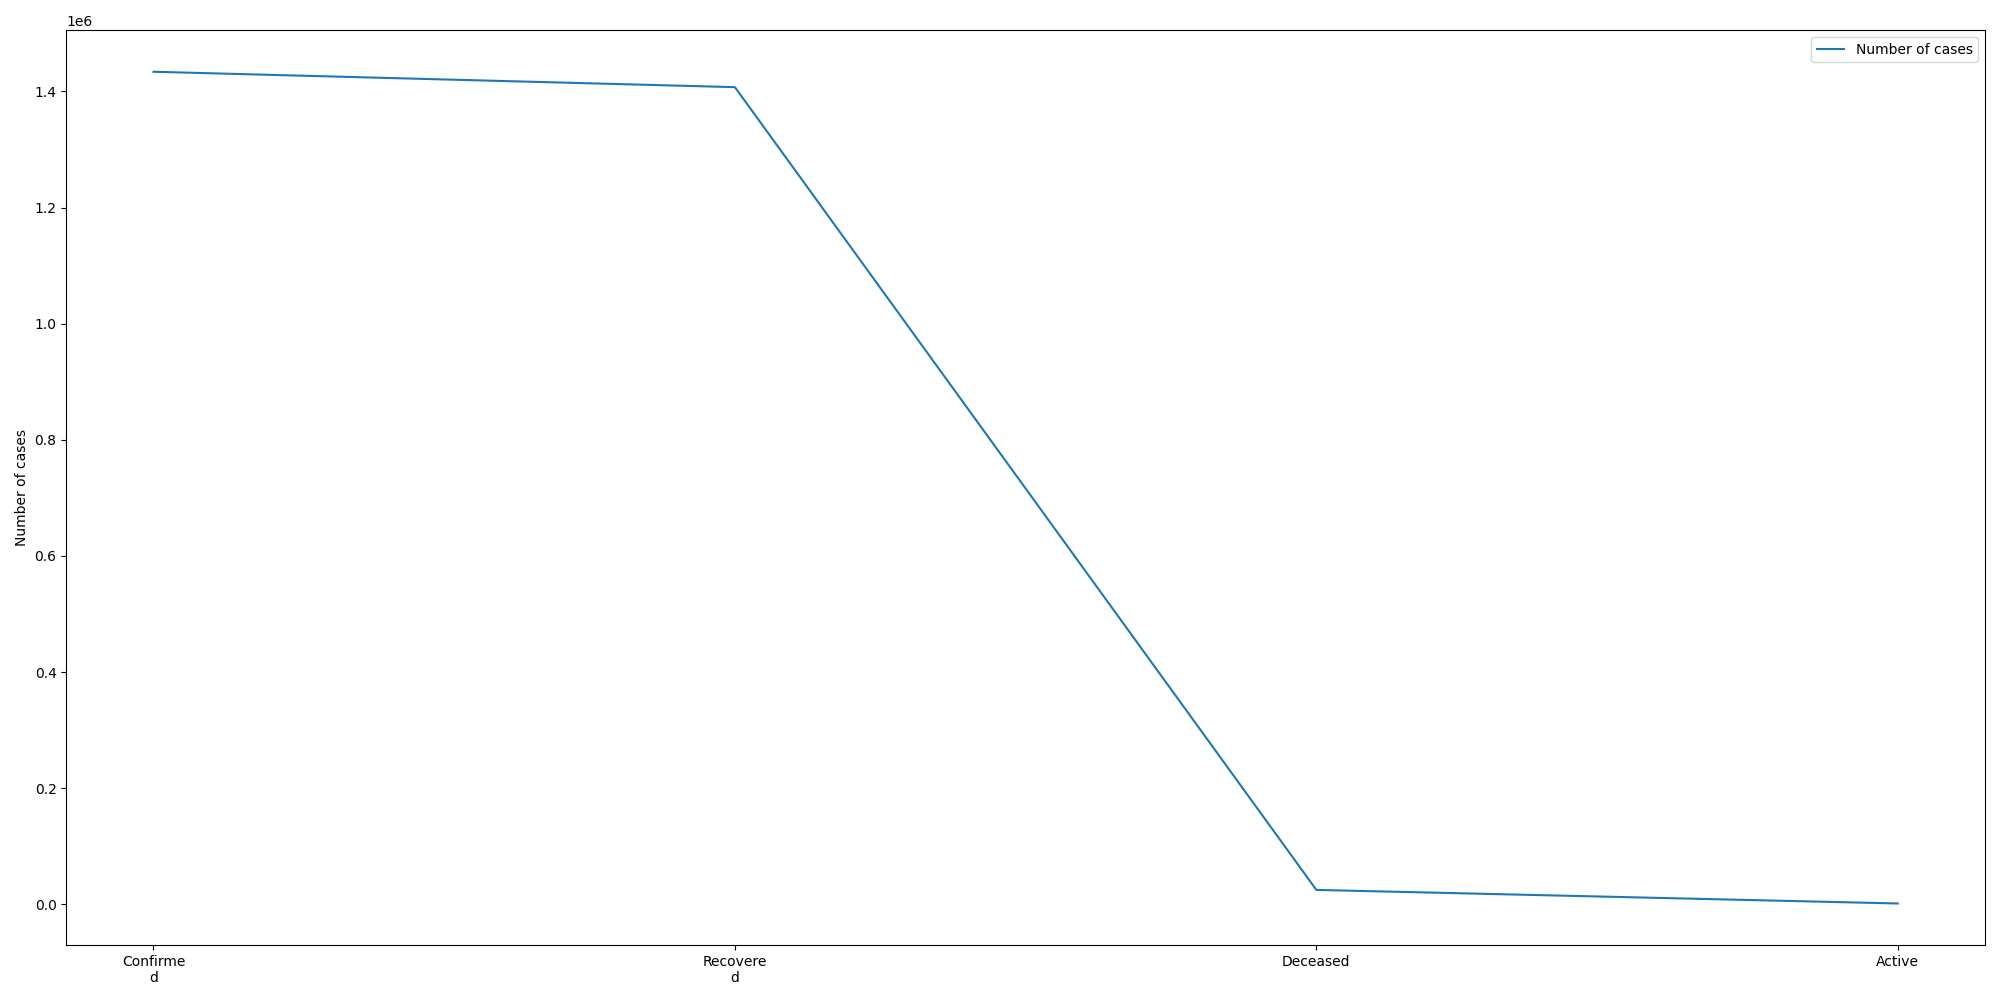 1e6
Number of cases
1.4
1.2
1.0
0.8
0.6
0.4
0.2
0.0
Number of cases
Confirme
d
Recovere
d
Deceased
Active